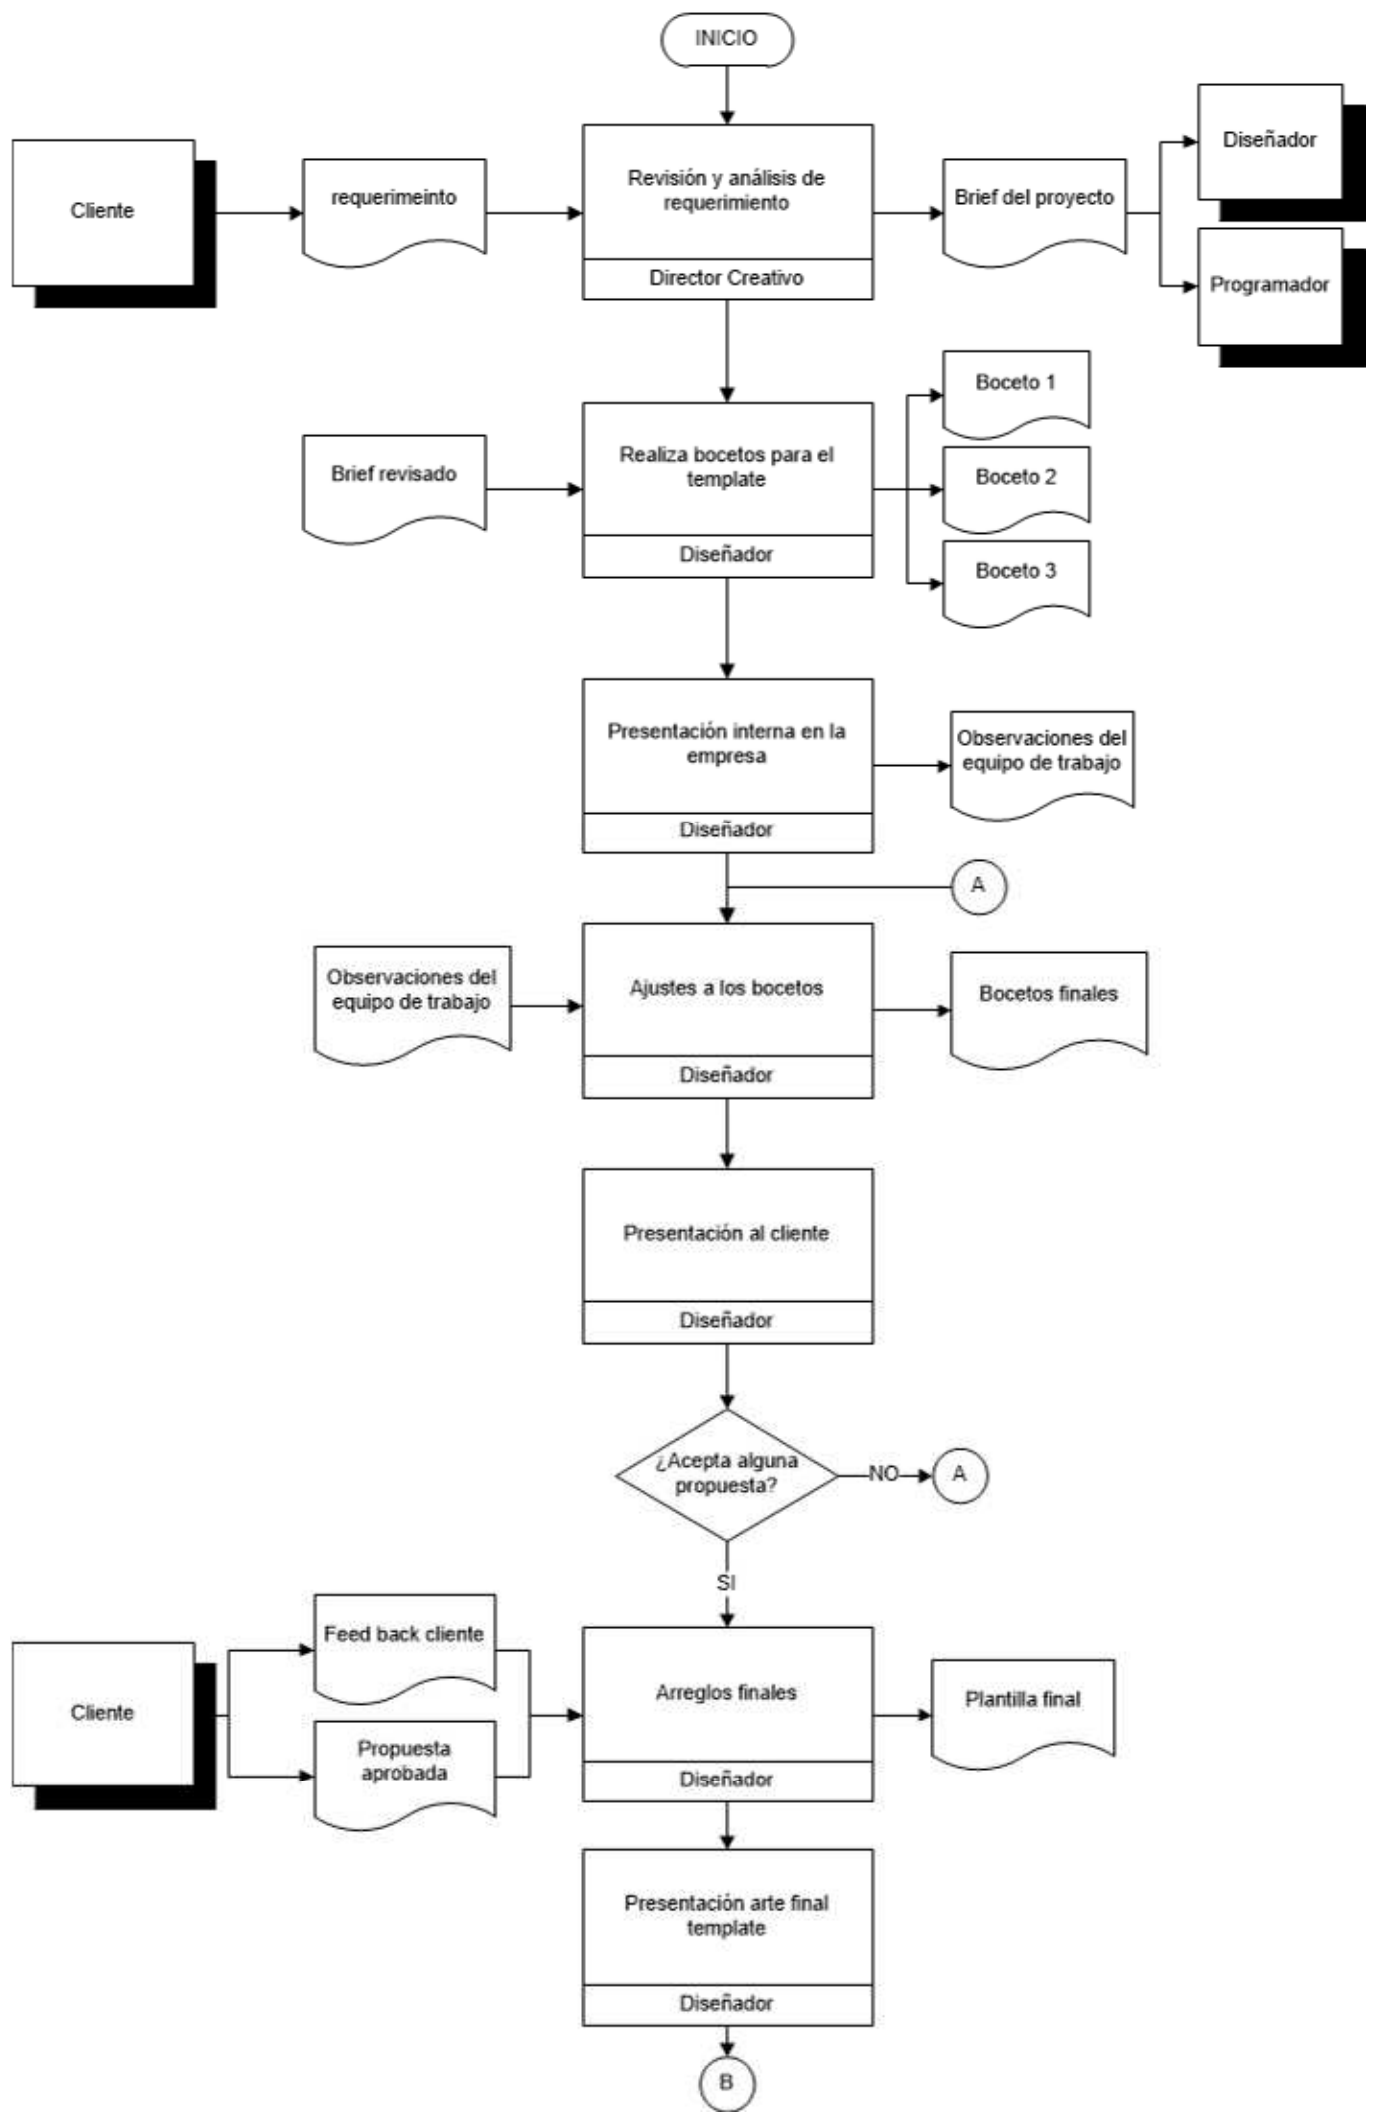 INICIO
Cliente
requerimeinto
Revisión y análisis de
requerimiento
Director Creativo
Brief del proyecto
Diseñador
Programador
Brief revisado
Realiza bocetos para el
template
Diseñador
Boceto 1
Boceto 2
Boceto 3
Presentación interna en la
empresa
Diseñador
Observaciones del
equipo de trabajo
A
Observaciones del
equipo de trabajo
Ajustes a los bocetos
Diseñador
Bocetos finales
Presentación al cliente
Diseñador
¿Acepta alguna
propuesta?
NO
A
SI
Cliente
Feed back cliente
Propuesta
aprobada
Arreglos finales
Diseñador
Plantilla final
Presentación arte final
template
Diseñador
B